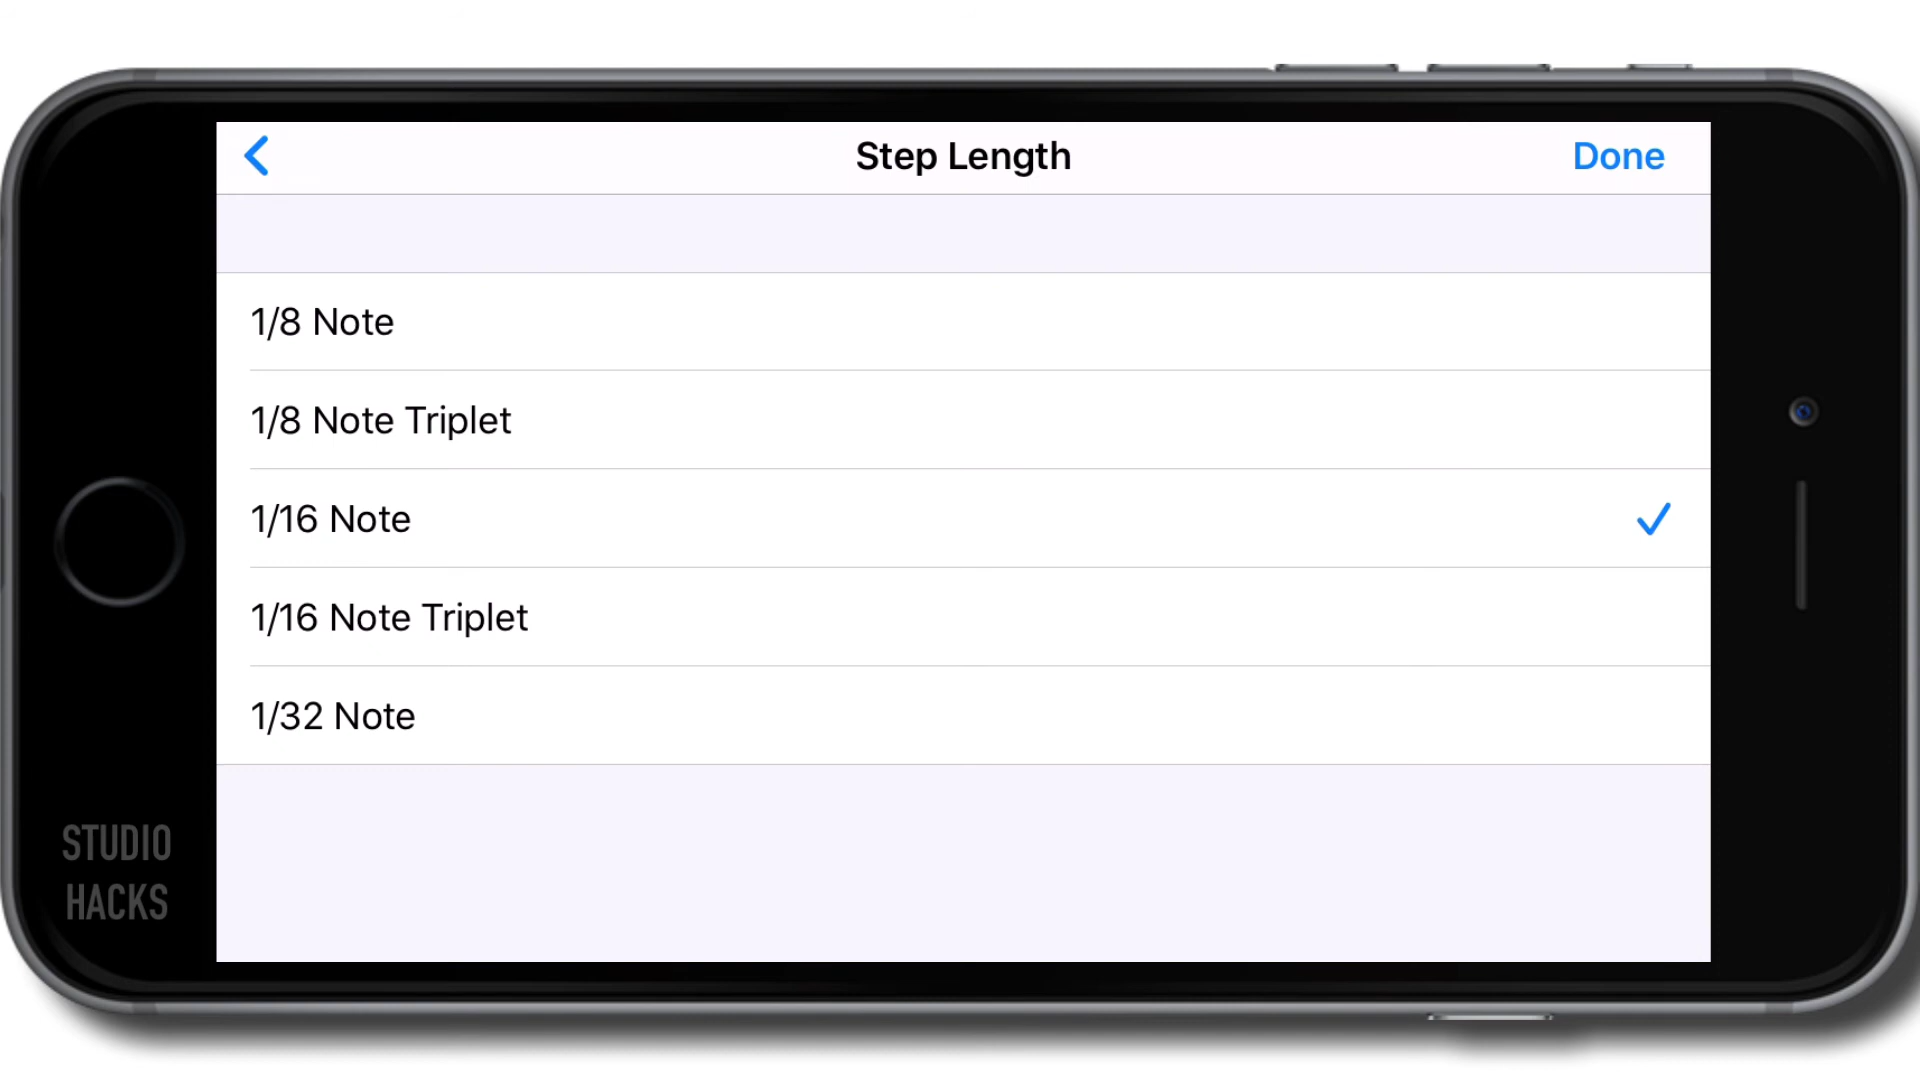 Step Length
Done
1/8 Note
1/8 Note Triplet
1/16 Note
1/16 Note Triplet
1/32 Note
STUDIO
HACKS